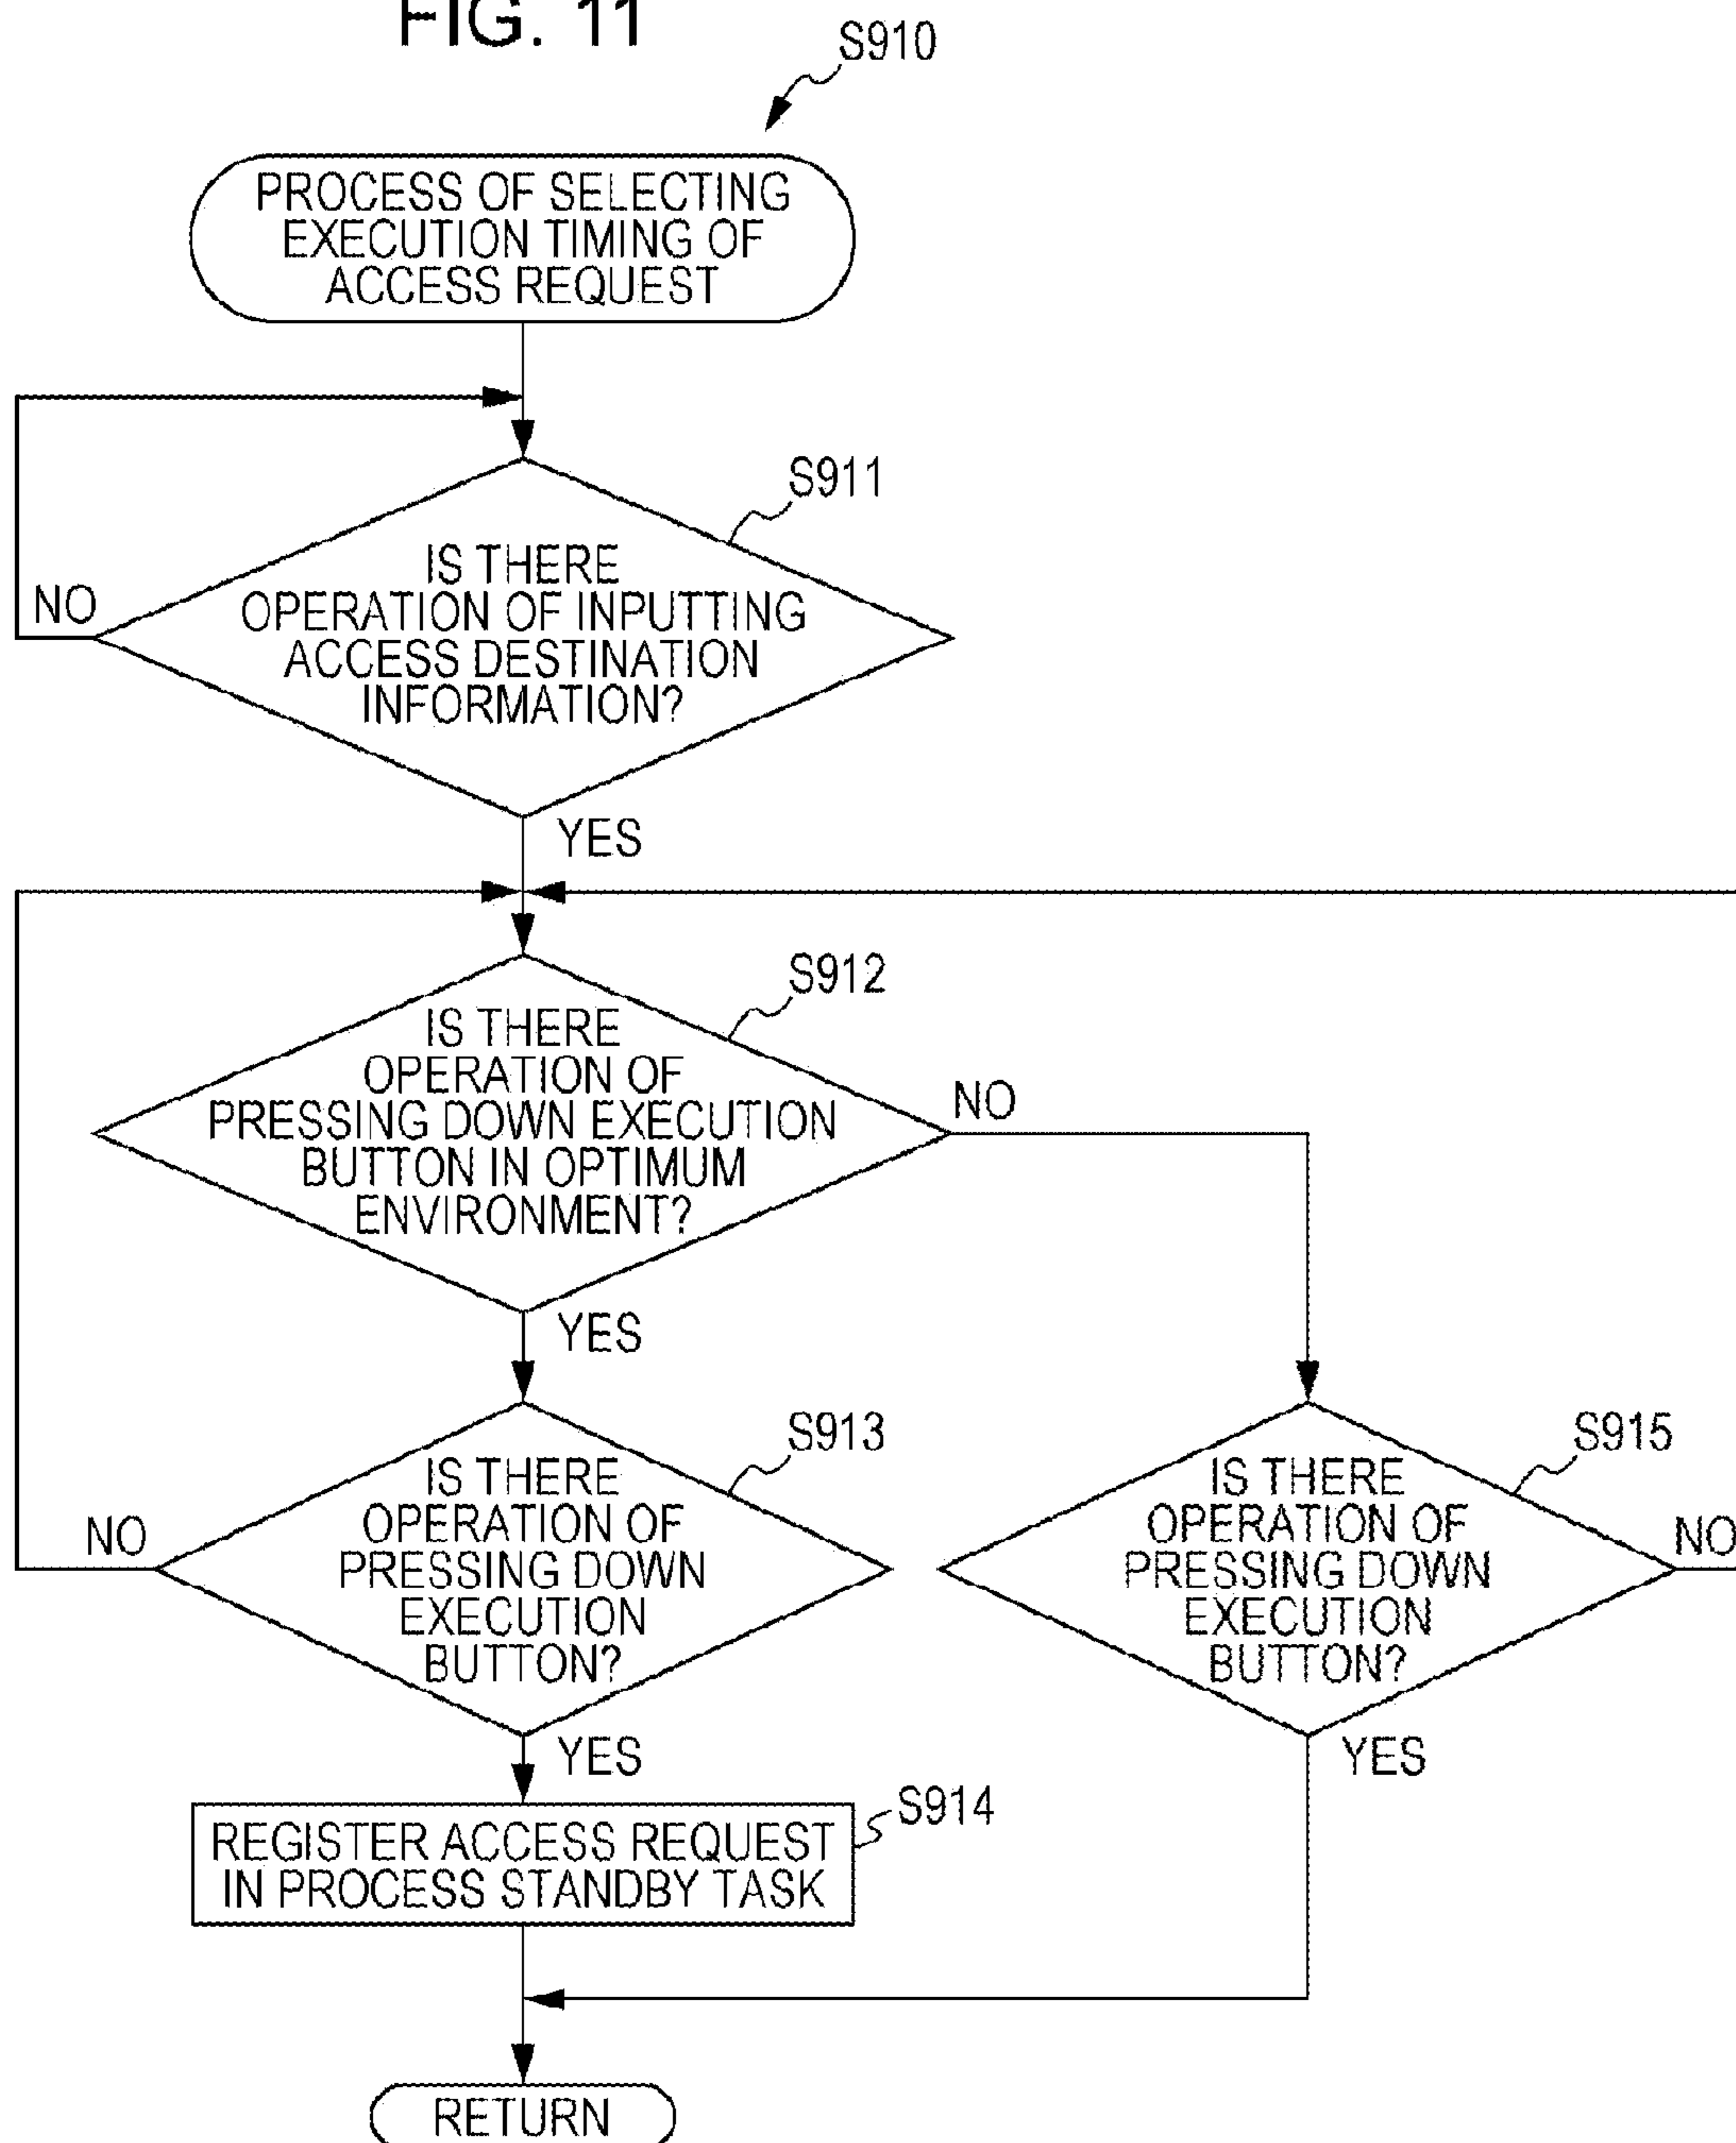 FIG. 11
S910
PROCESS OF SELECTING
EXECUTION TIMING OF
ACCESS REQUEST
S911
IS THERE
OPERATION OF INPUTTING
ACCESS DESTINATION
INFORMATION?
NO
YES
S912
IS THERE
OPERATION OF
PRESSING DOWN EXECUTION
BUTTON IN OPTIMUM
ENVIRONMENT?
NO
YES
S913
IS THERE
OPERATION OF
PRESSING DOWN
EXECUTION
BUTTON?
NO
YES
S915
IS THERE
OPERATION OF
PRESSING DOWN
EXECUTION
BUTTON?
NO
YES
S914
REGISTER ACCESS REQUEST
IN PROCESS STANDBY TASK
RETURN